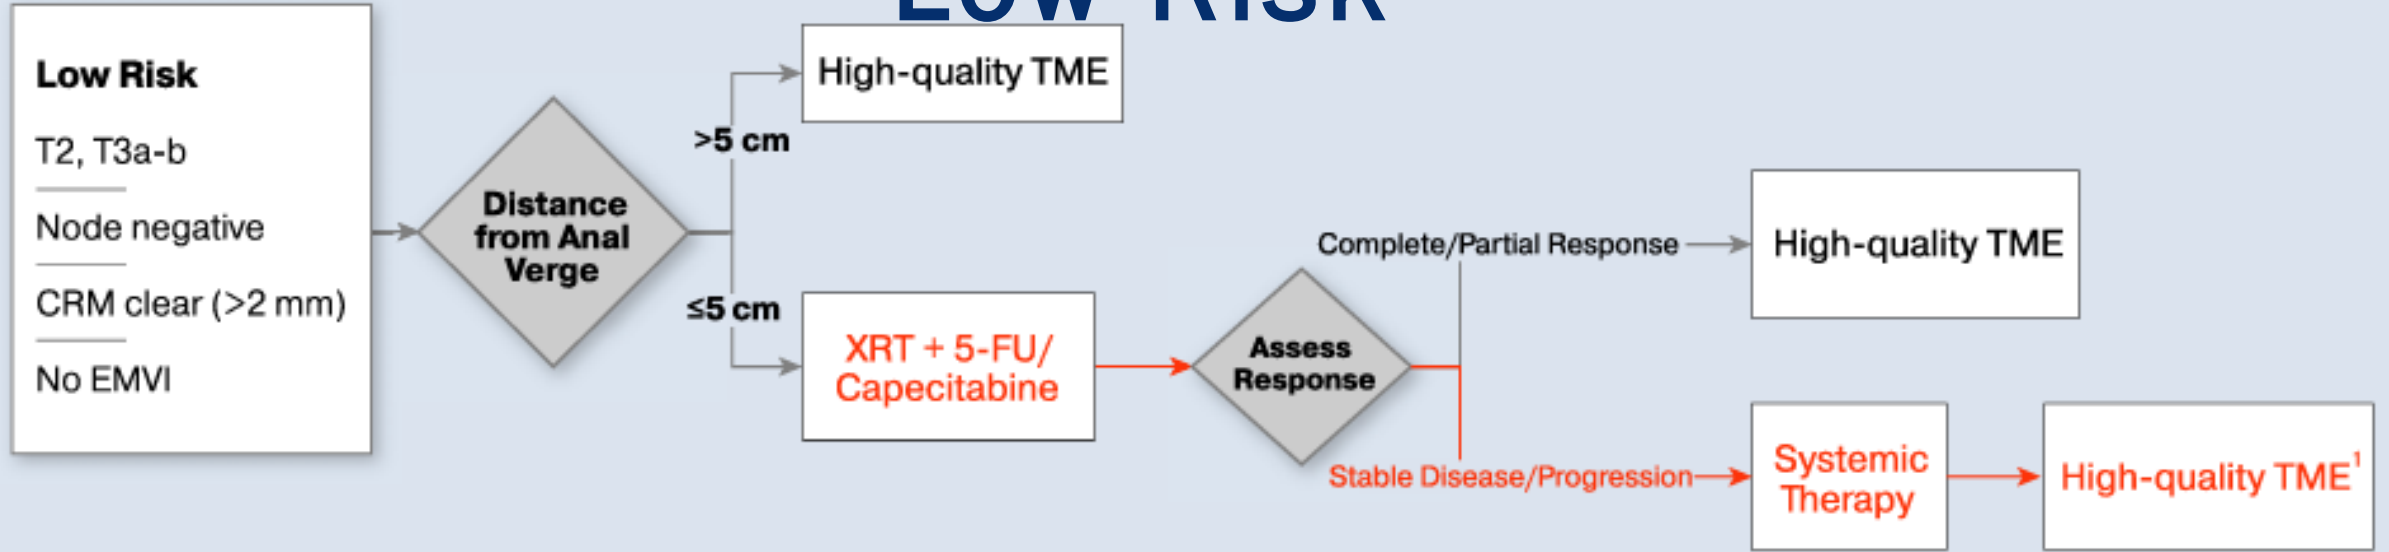 LOW RISK
Low Risk
T2, T3a-b
Node negative
CRM clear (>2 mm)
No EMVI
Distance
from Anal
Verge
>5 cm
High-quality TME
≤5 cm
XRT + 5-FU/
Capecitabine
Assess
Response
Complete/Partial Response
High-quality TME
Stable Disease/Progression
Systemic
Therapy
High-quality TME¹